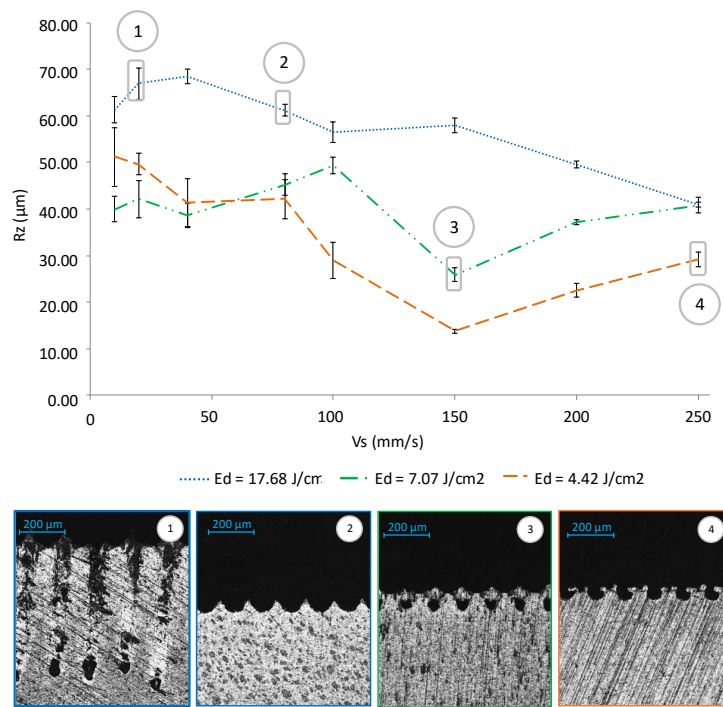 80.00
70.00
60.00
50.00
40.00
30.00
20.00
10.00
0.00
Rz (µm)
1
2
3
4
0 50 100 150 200 250
Vs (mm/s)
Ed = 17.68 J/cm Ed = 7.07 J/cm2 Ed = 4.42 J/cm2
200 µm 1
200 µm 2
200 µm 3
200 µm 4